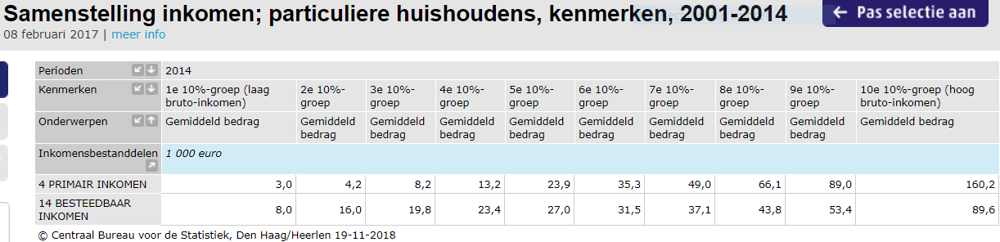 Samenstelling inkomen; particuliere huishoudens, kenmerken, 2001-2014
← Pas selectie aan
08 februari 2017 | meer info
Perioden 2014
Kenmerken 1e 10%-groep (laag bruto-inkomen) 2e 10%-groep 3e 10%-groep 4e 10%-groep 5e 10%-groep 6e 10%-groep 7e 10%-groep 8e 10%-groep 9e 10%-groep 10e 10%-groep (hoog bruto-inkomen)
Onderwerpen Gemiddeld bedrag Gemiddeld bedrag Gemiddeld bedrag Gemiddeld bedrag Gemiddeld bedrag Gemiddeld bedrag Gemiddeld bedrag Gemiddeld bedrag Gemiddeld bedrag Gemiddeld bedrag
Inkomensbestanddelen 1 000 euro
4 PRIMAIR INKOMEN 3,0 4,2 8,2 13,2 23,9 35,3 49,0 66,1 89,0 160,2
14 BESTEEDBAAR INKOMEN 8,0 16,0 19,8 23,4 27,0 31,5 37,1 43,8 53,4 89,6
© Centraal Bureau voor de Statistiek, Den Haag/Heerlen 19-11-2018